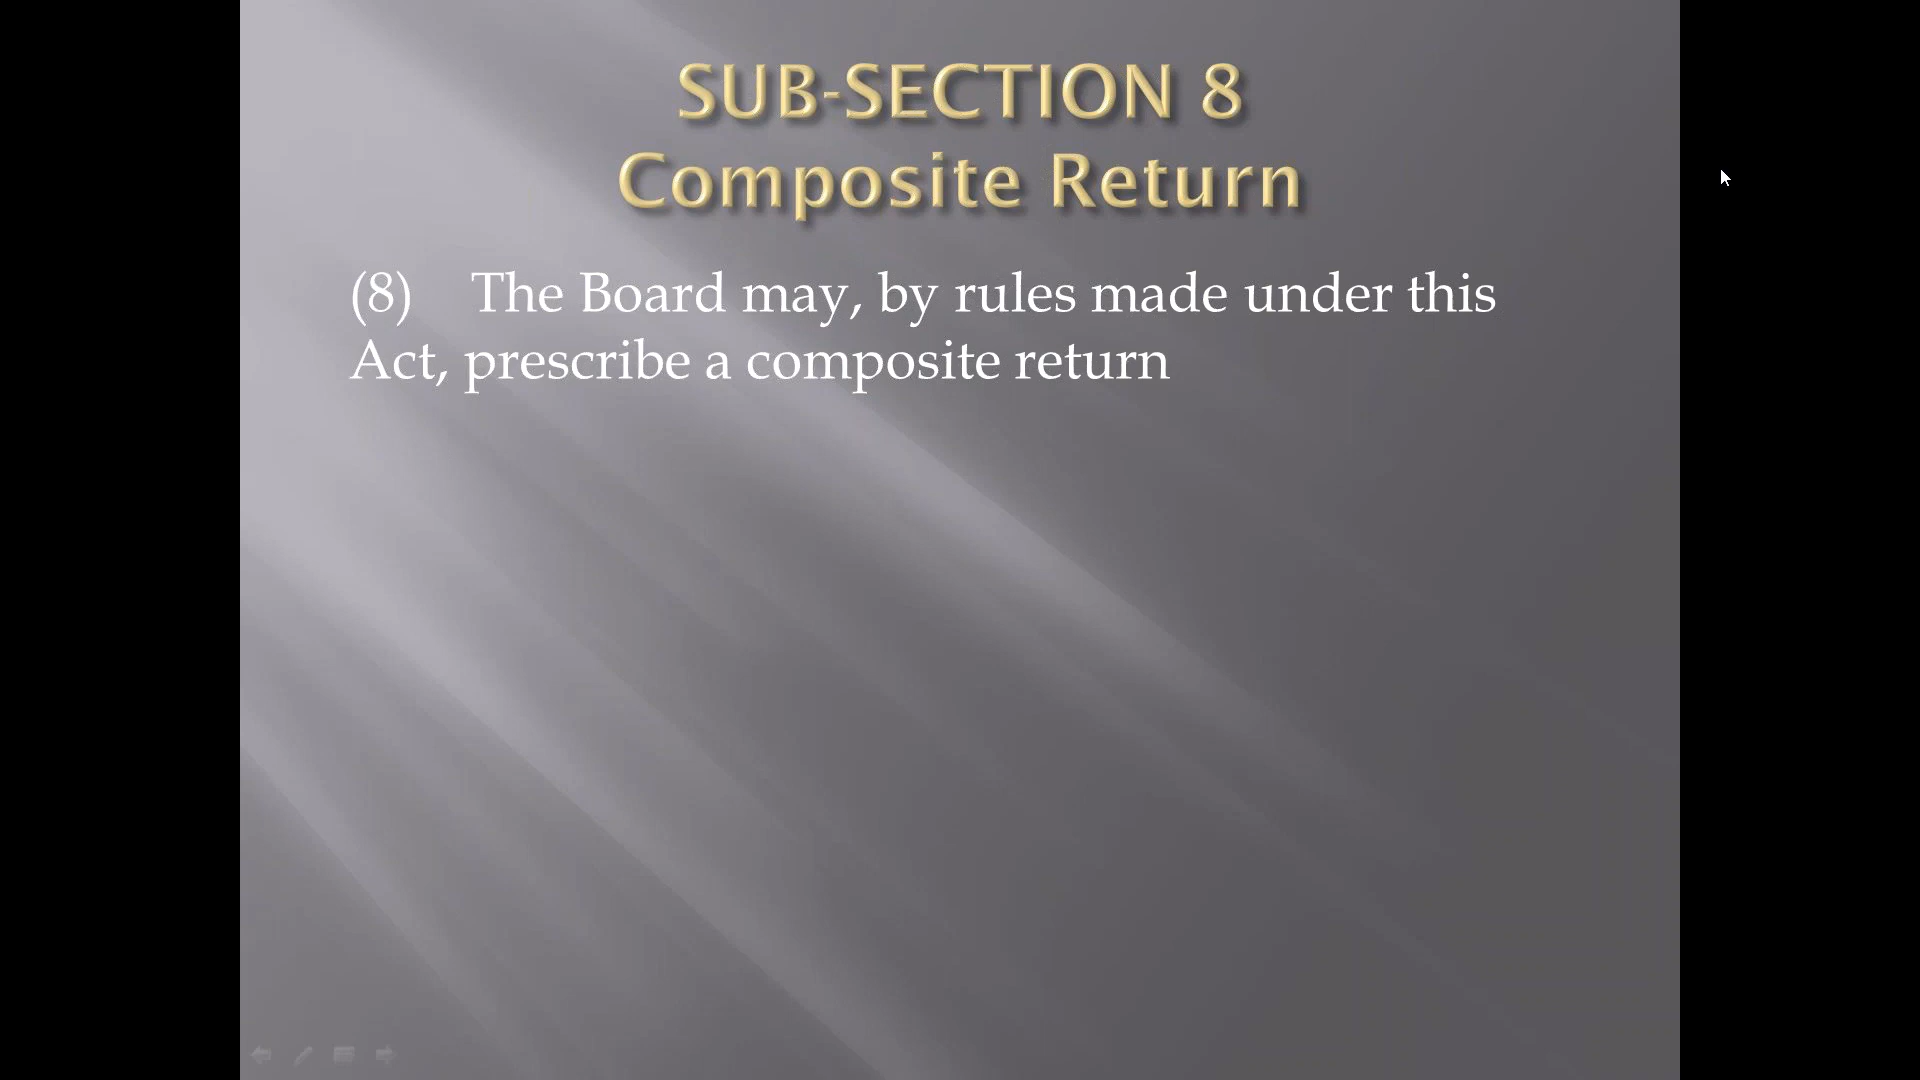 SUB-SECTION 8
Composite Return
(8) The Board may, by rules made under this
Act, prescribe a composite return